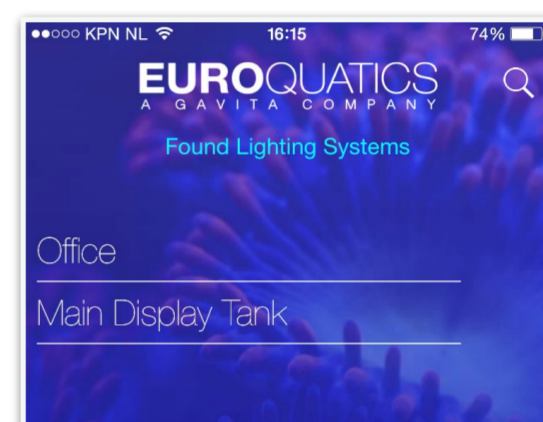 KPN NL 16:15 74%
EUROQUATICS
A GAVITA COMPANY
Found Lighting Systems
Office
Main Display Tank